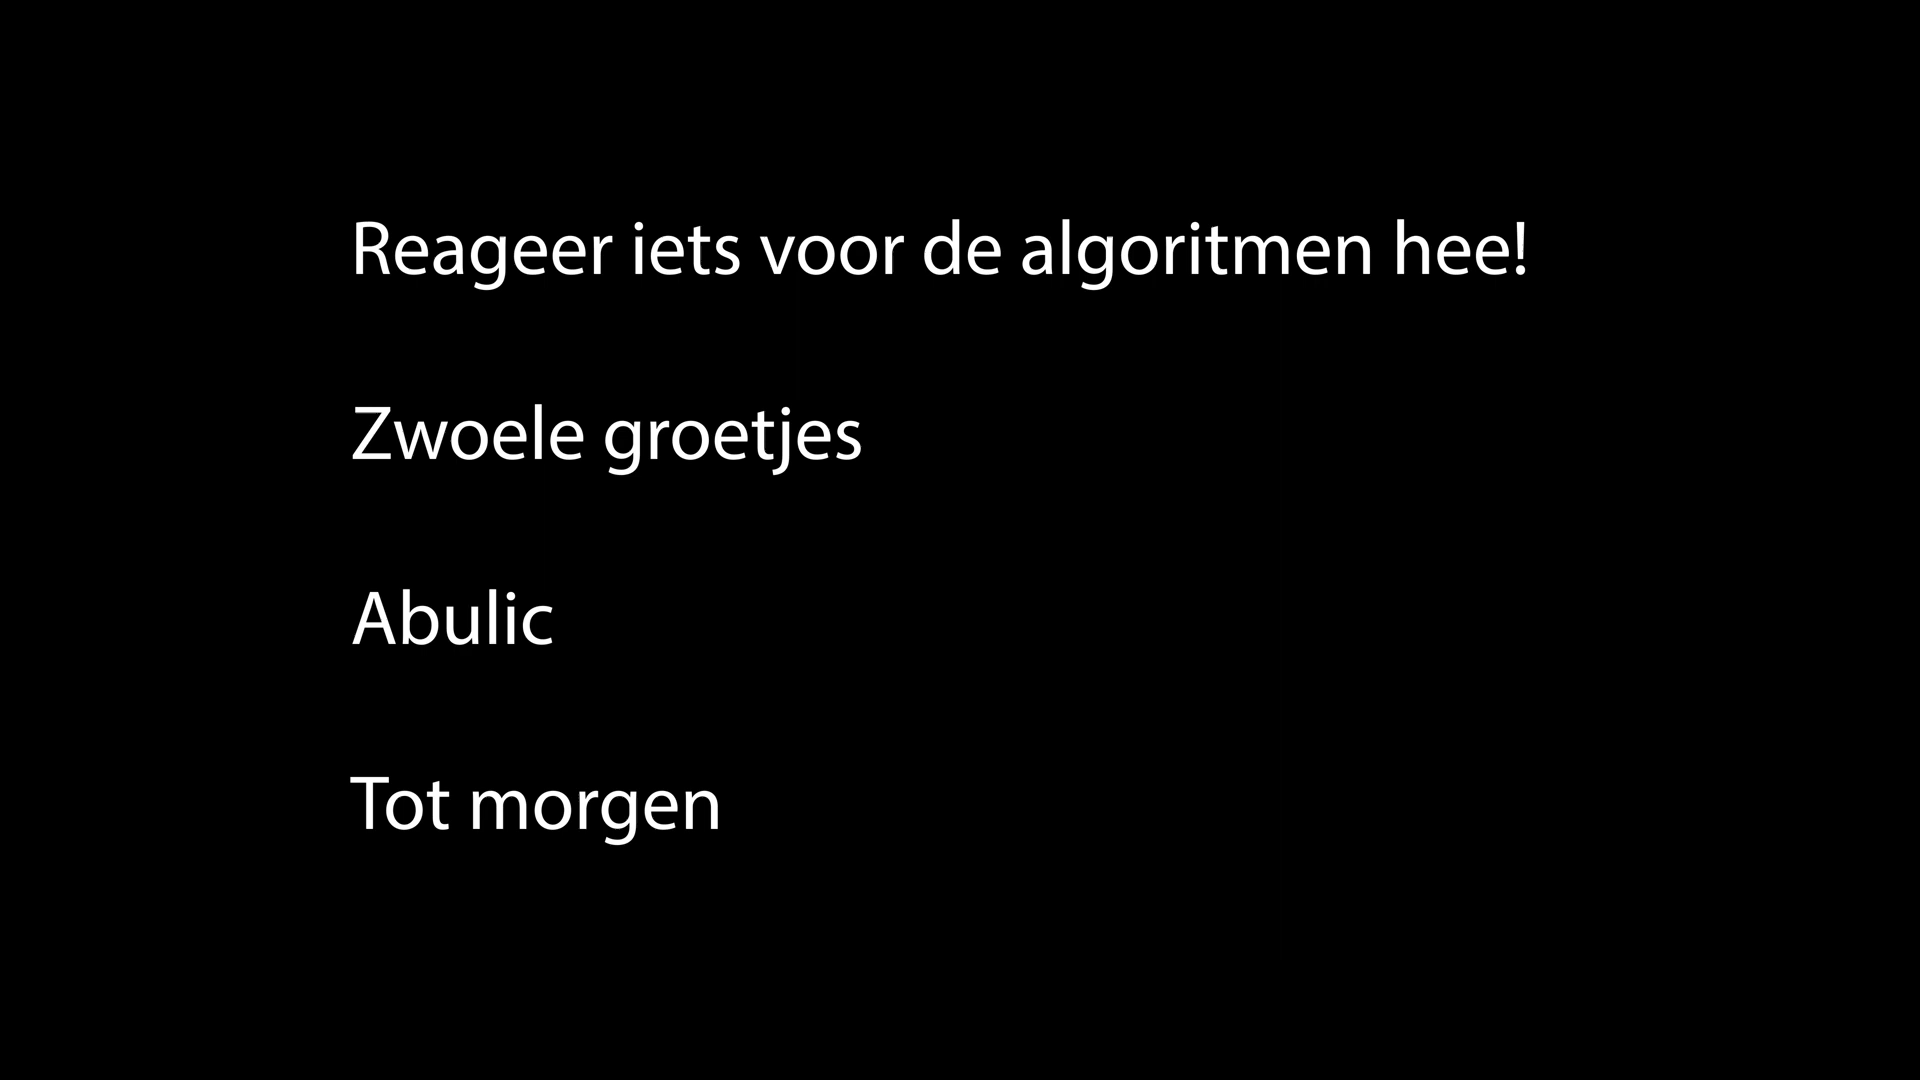 Reageer iets voor de algoritmen hee!
Zwoele groetjes
Abulic
Tot morgen